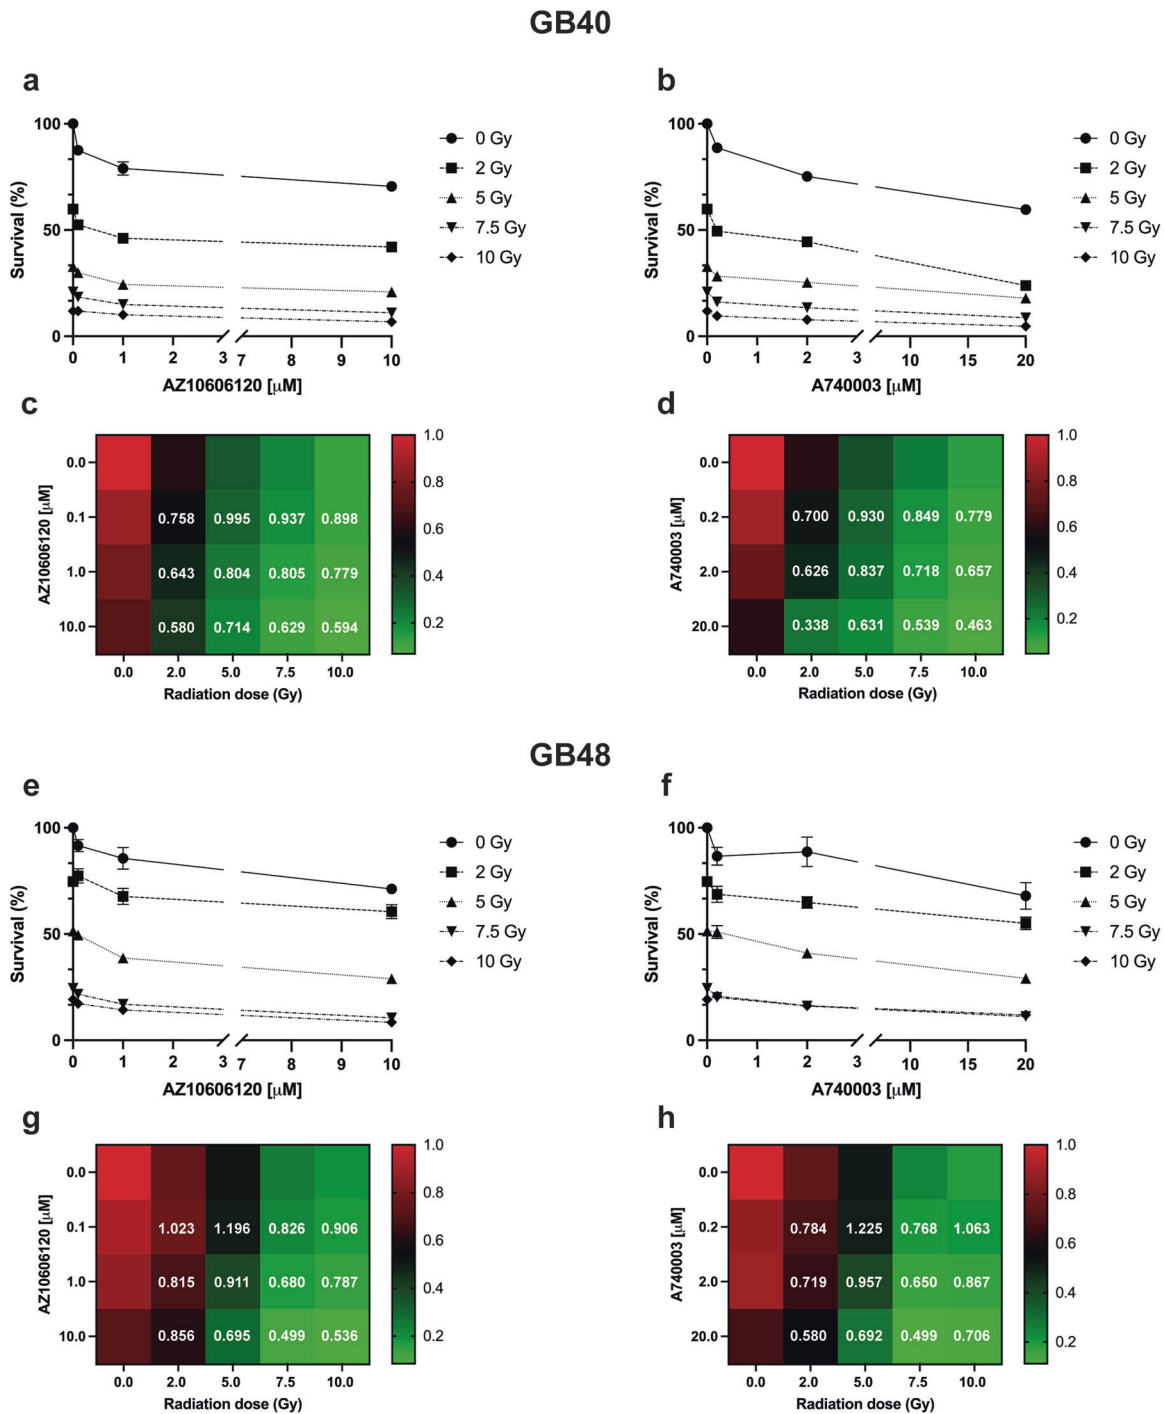 GB40
a
b
100
50
0
Survival (%)
0 1 2 3 7 8 9 10
AZ10606120 [μM]
0 Gy
2 Gy
5 Gy
7.5 Gy
10 Gy
100
50
0
Survival (%)
0 1 2 3 10 15 20
A740003 [μM]
0 Gy
2 Gy
5 Gy
7.5 Gy
10 Gy
c
d
AZ10606120 [μM]
0.0
0.1 0.758 0.995 0.937 0.898
1.0 0.643 0.804 0.805 0.779
10.0 0.580 0.714 0.629 0.594
0.0 2.0 5.0 7.5 10.0
Radiation dose (Gy)
1.0
0.8
0.6
0.4
0.2
A740003 [μM]
0.0
0.2 0.700 0.930 0.849 0.779
2.0 0.626 0.837 0.718 0.657
20.0 0.338 0.631 0.539 0.463
0.0 2.0 5.0 7.5 10.0
Radiation dose (Gy)
1.0
0.8
0.6
0.4
0.2
GB48
e
f
100
50
0
Survival (%)
0 1 2 3 7 8 9 10
AZ10606120 [μM]
0 Gy
2 Gy
5 Gy
7.5 Gy
10 Gy
100
50
0
Survival (%)
0 1 2 3 10 15 20
A740003 [μM]
0 Gy
2 Gy
5 Gy
7.5 Gy
10 Gy
g
h
AZ10606120 [μM]
0.0
0.1 1.023 1.196 0.826 0.906
1.0 0.815 0.911 0.680 0.787
10.0 0.856 0.695 0.499 0.536
0.0 2.0 5.0 7.5 10.0
Radiation dose (Gy)
1.0
0.8
0.6
0.4
0.2
A740003 [μM]
0.0
0.2 0.784 1.225 0.768 1.063
2.0 0.719 0.957 0.650 0.867
20.0 0.580 0.692 0.499 0.706
0.0 2.0 5.0 7.5 10.0
Radiation dose (Gy)
1.0
0.8
0.6
0.4
0.2